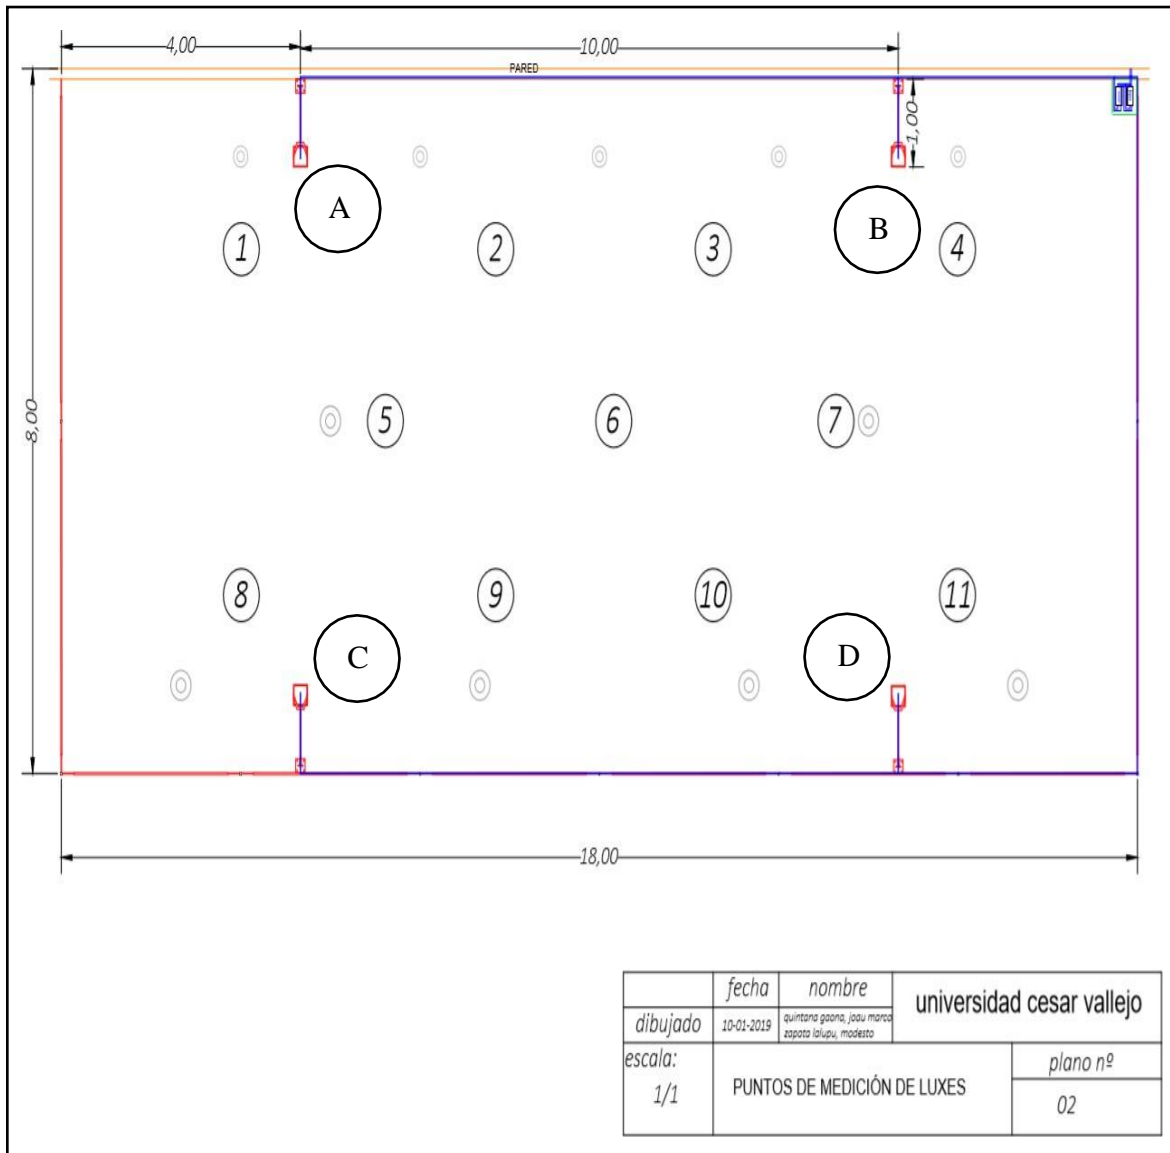 4,00
10,00
PARED
1,00
A
B
1
2
3
4
8,00
5
6
7
8
9
10
11
C
D
18,00
fecha nombre universidad cesar vallejo
dibujado 10-01-2019 quintana gaona, joau marco
zapata lalupu, modesto
escala: plano nº
1/1 PUNTOS DE MEDICIÓN DE LUXES 02